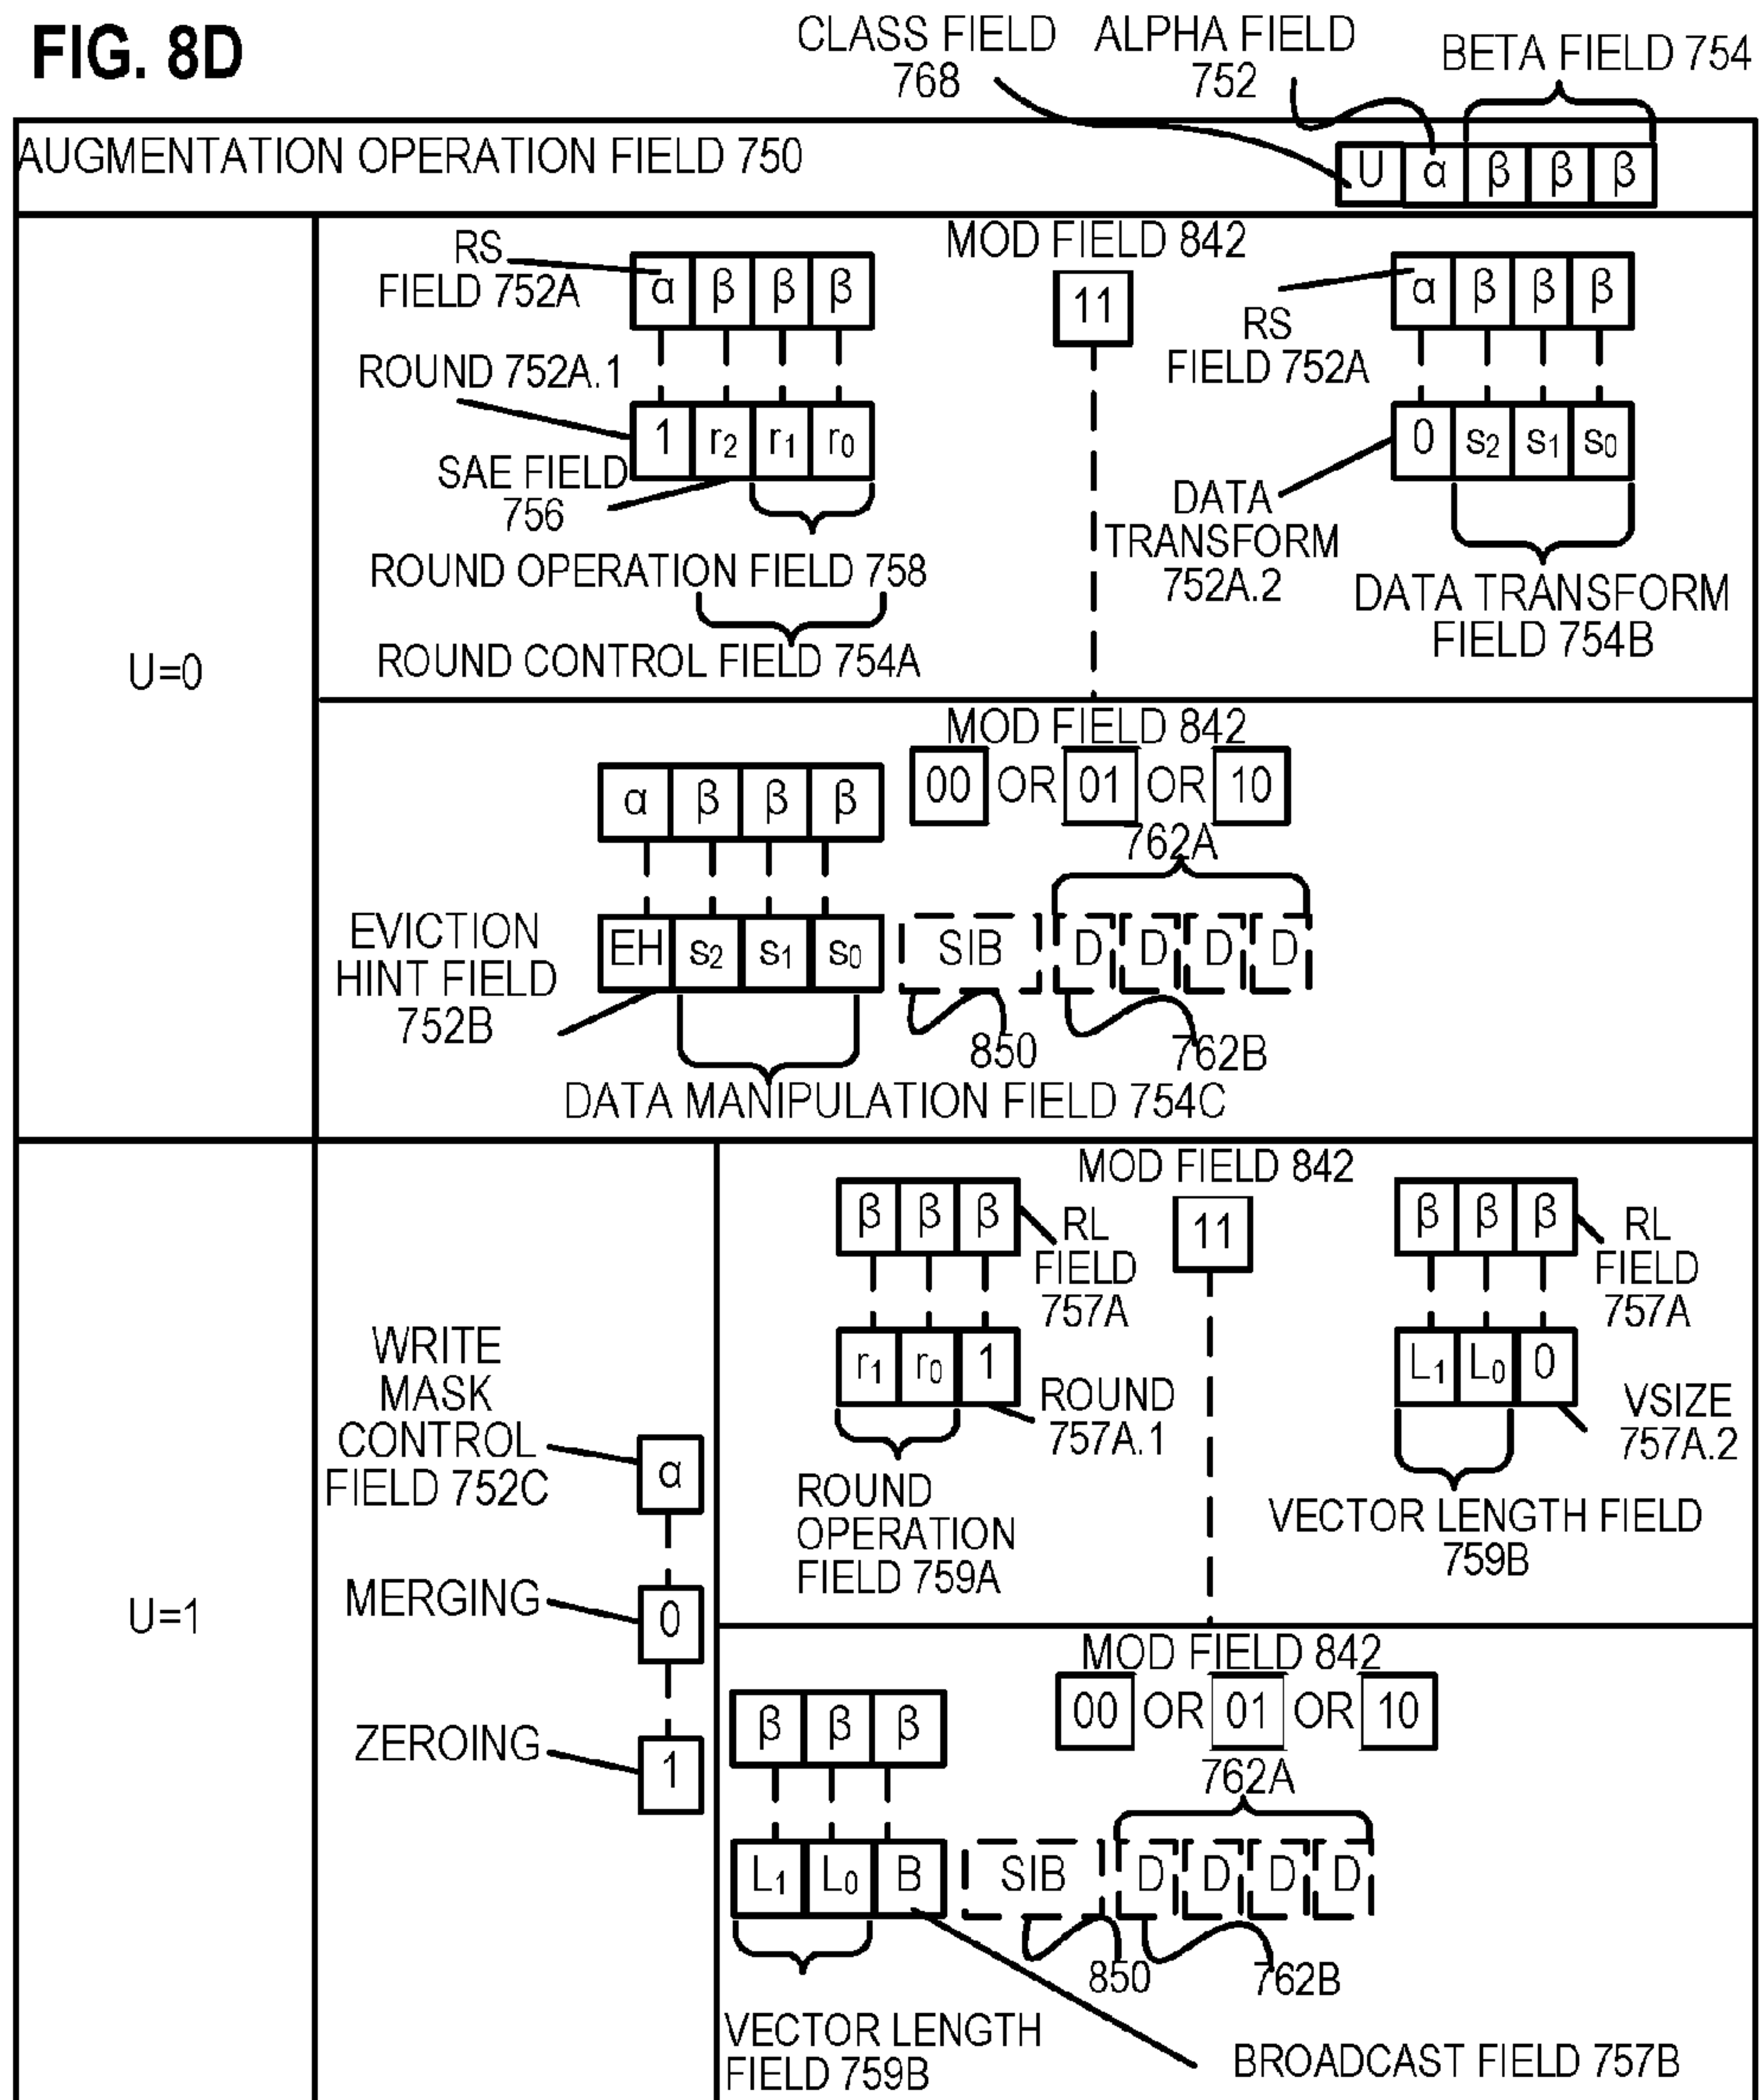 FIG. 8D
CLASS FIELD
768
ALPHA FIELD
752
BETA FIELD 754
AUGMENTATION OPERATION FIELD 750
U α β β β
U=0
RS
FIELD 752A
α β β β
ROUND 752A.1
1 r2 r1 r0
SAE FIELD
756
ROUND OPERATION FIELD 758
ROUND CONTROL FIELD 754A
MOD FIELD 842
11
α β β β
RS
FIELD 752A
0 s2 s1 s0
DATA
TRANSFORM
752A.2
DATA TRANSFORM
FIELD 754B
MOD FIELD 842
00 OR 01 OR 10
α β β β
762A
EVICTION
HINT FIELD
752B
EH s2 s1 s0 SIB D D D D
850
762B
DATA MANIPULATION FIELD 754C
U=1
WRITE
MASK
CONTROL
FIELD 752C
α
MERGING
0
ZEROING
1
MOD FIELD 842
11
β β β
RL
FIELD
757A
r1 r0 1
ROUND
757A.1
ROUND
OPERATION
FIELD 759A
β β β
RL
FIELD
757A
L1 L0 0
VSIZE
757A.2
VECTOR LENGTH FIELD
759B
MOD FIELD 842
00 OR 01 OR 10
β β β
762A
L1 L0 B SIB D D D D
850
762B
VECTOR LENGTH
FIELD 759B
BROADCAST FIELD 757B